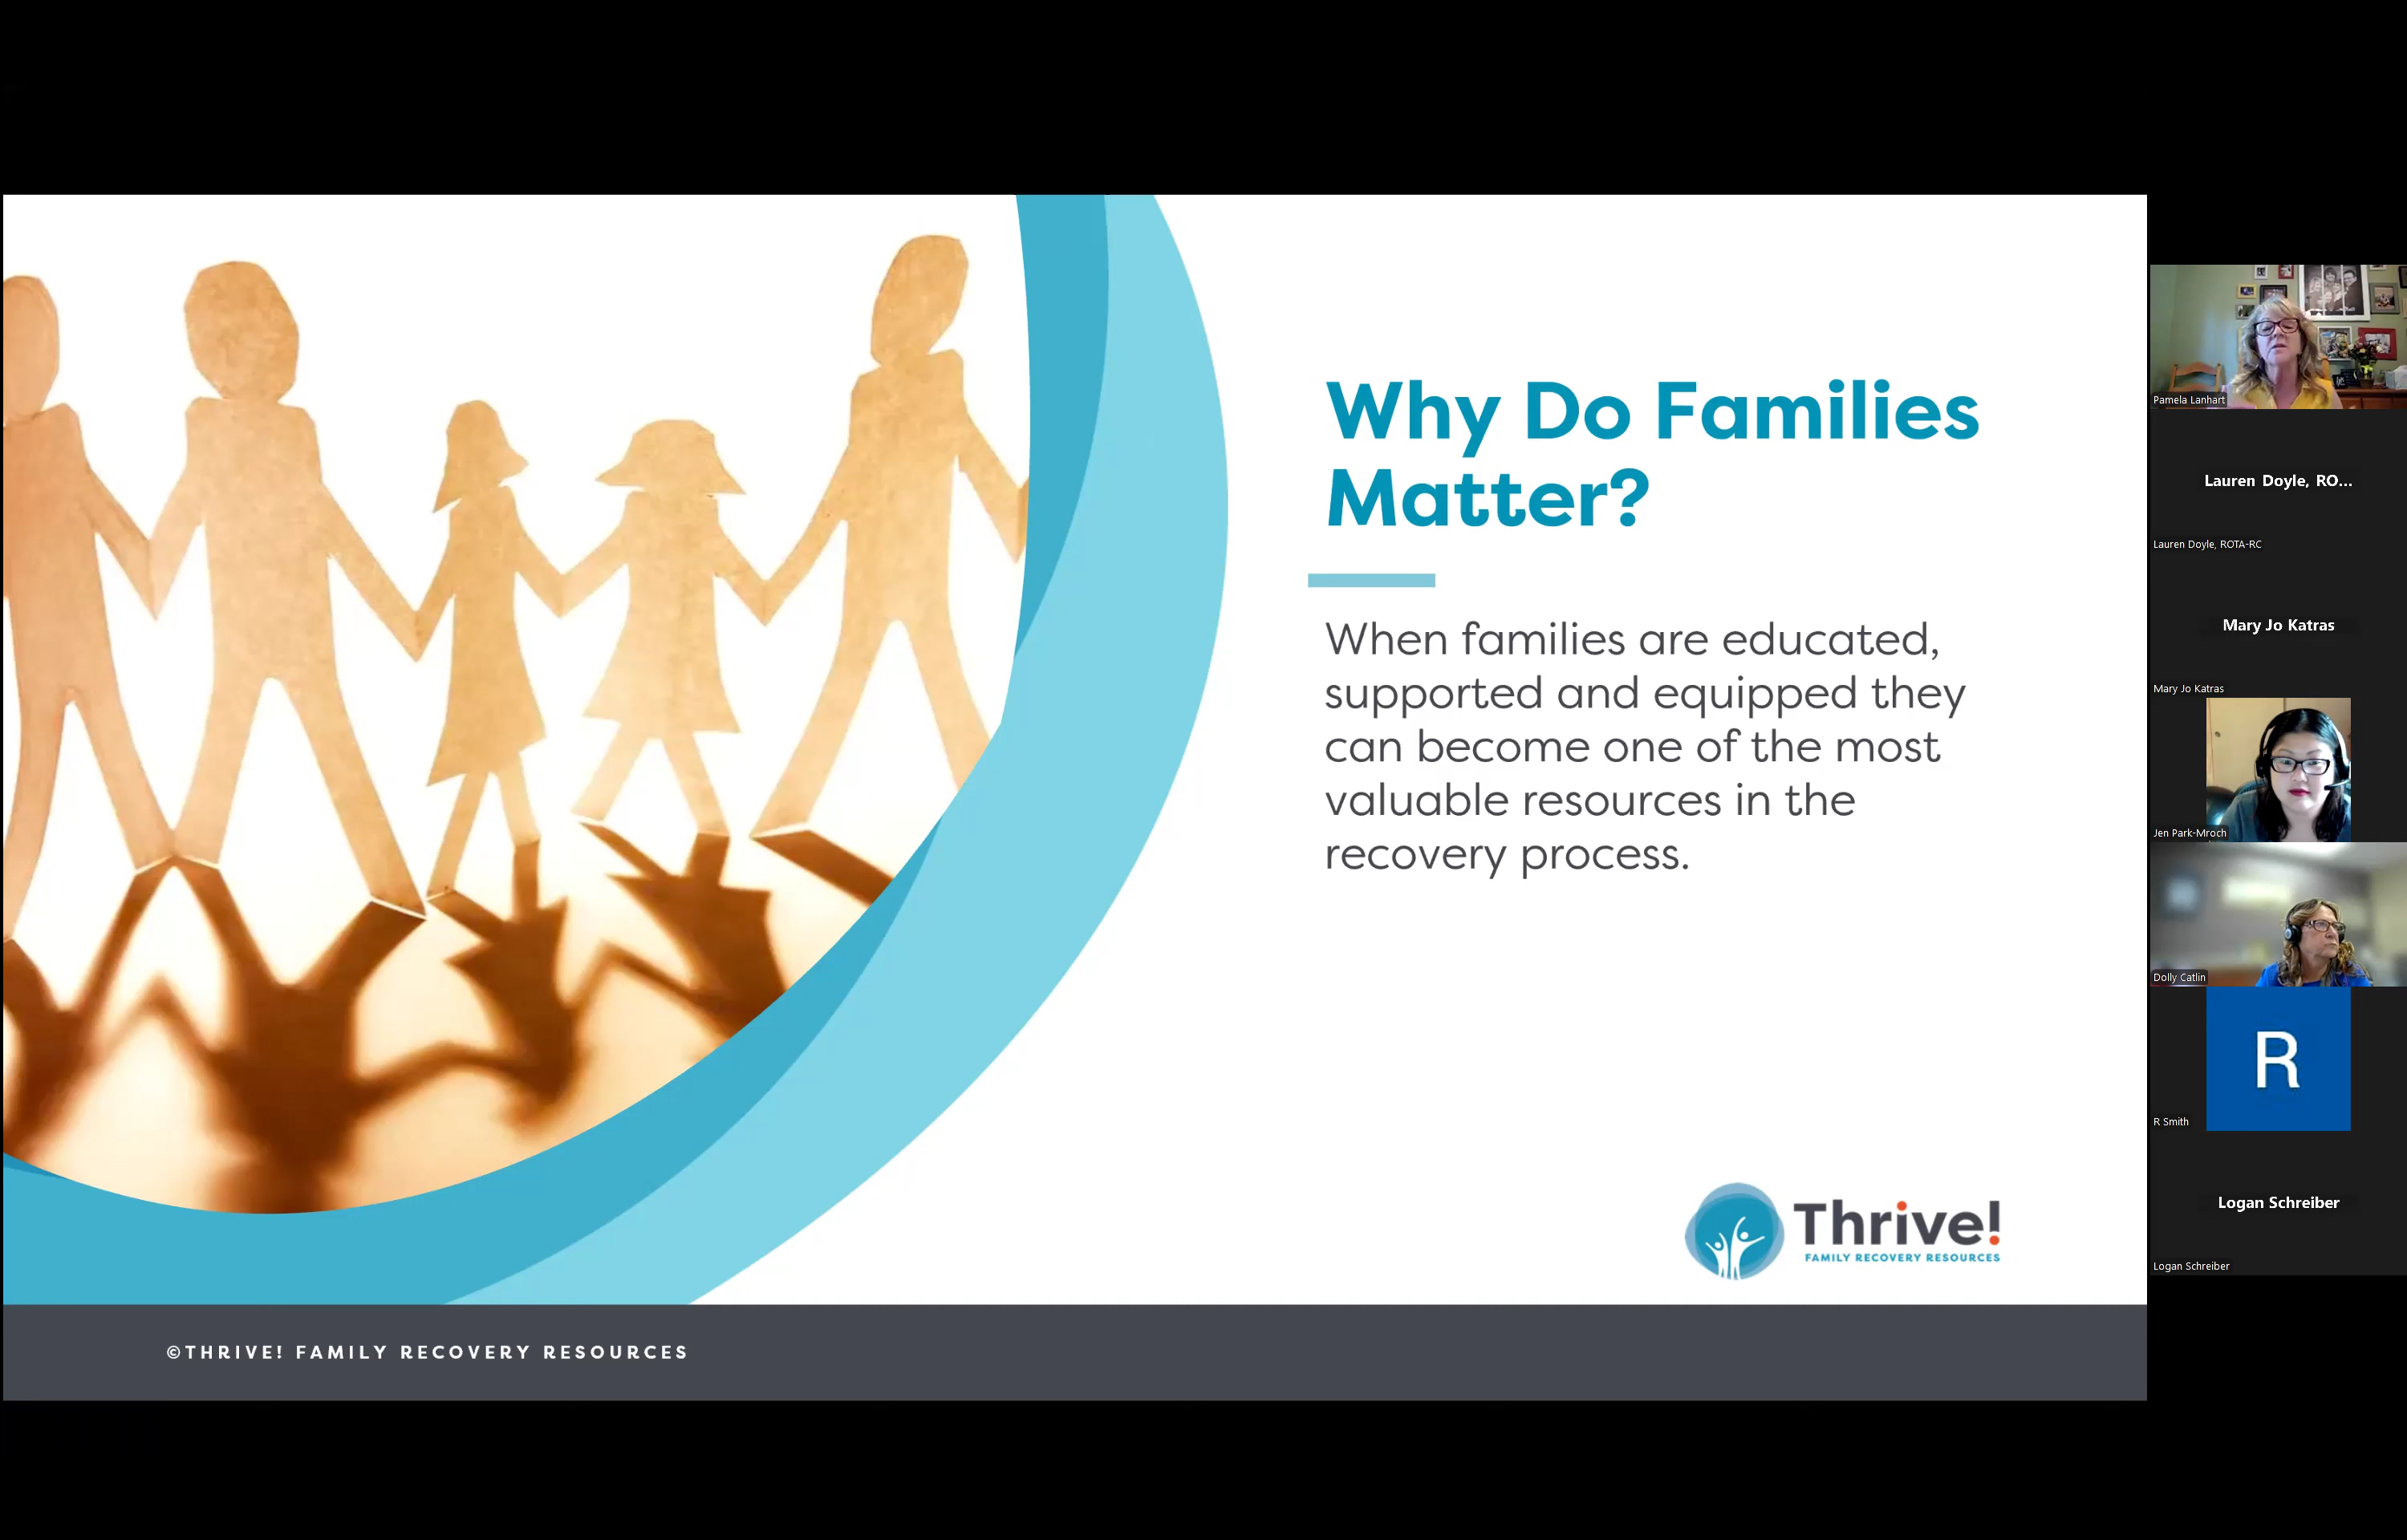 Why Do Families
Matter?
When families are educated,
supported and equipped they
can become one of the most
valuable resources in the
recovery process.
Thrive!
FAMILY RECOVERY RESOURCES
©THRIVE! FAMILY RECOVERY RESOURCES
Pamela Lanhart
Lauren Doyle, RO...
Lauren Doyle, ROTA-RC
Mary Jo Katras
Mary Jo Katras
Jen Park-Mroch
Dolly Catlin
R
R Smith
Logan Schreiber
Logan Schreiber